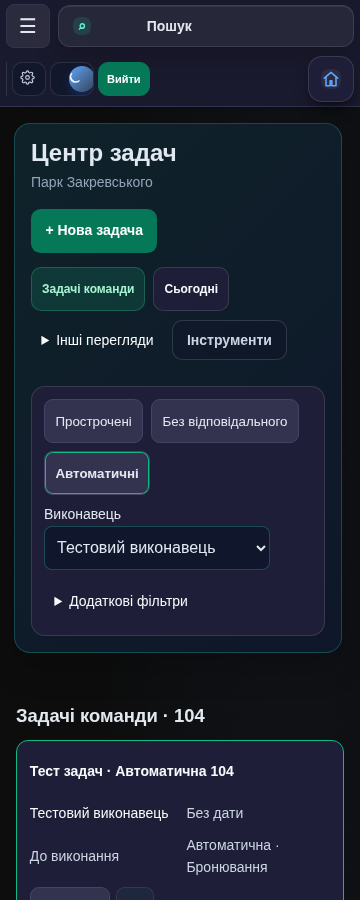 Пошук
Вийти
Центр задач
Парк Закревського
+ Нова задача
Задачі команди
Сьогодні
Інші перегляди
Інструменти
Прострочені
Без відповідального
Автоматичні
Виконавець
Тестовий виконавець
Додаткові фільтри
Задачі команди · 104
Тест задач · Автоматична 104
Тестовий виконавець
Без дати
До виконання
Автоматична ·
Бронювання